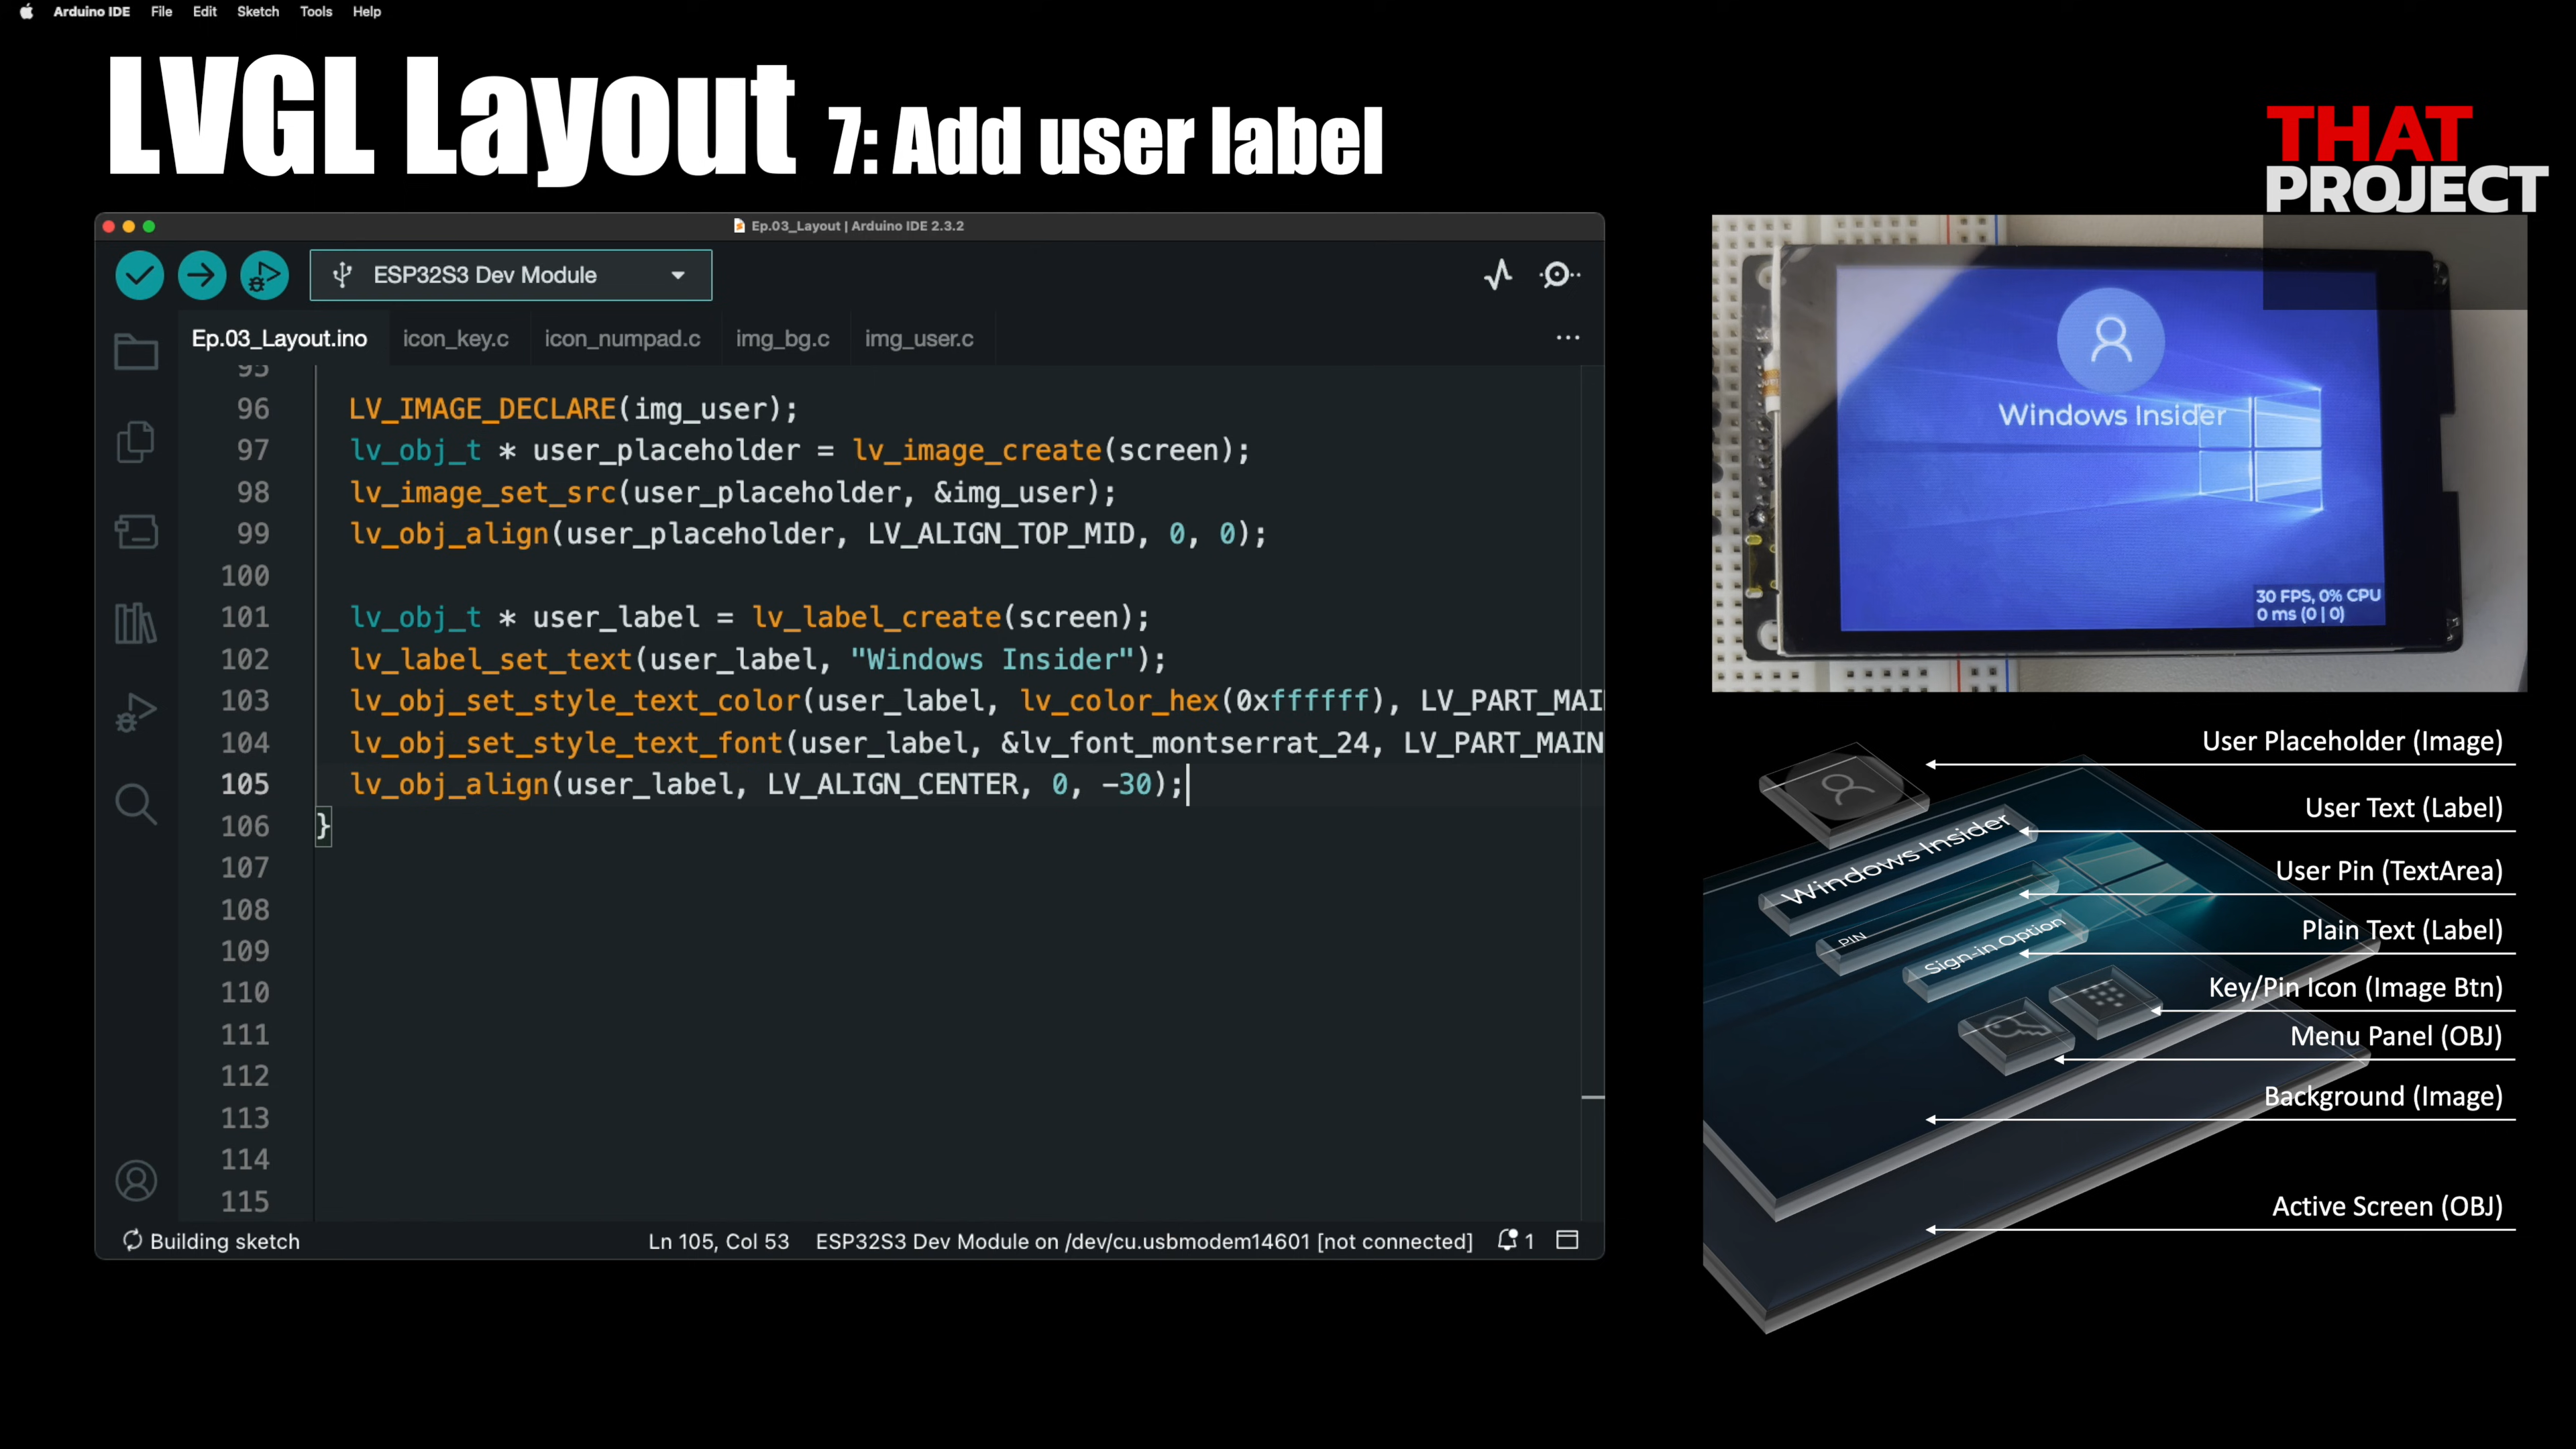 Arduino IDE File Edit Sketch Tools Help
LVGL Layout 7: Add user label
THAT
PROJECT
Ep.03_Layout | Arduino IDE 2.3.2
ESP32S3 Dev Module
Ep.03_Layout.ino icon_key.c icon_numpad.c img_bg.c img_user.c
95
96 LV_IMAGE_DECLARE(img_user);
97 lv_obj_t * user_placeholder = lv_image_create(screen);
98 lv_image_set_src(user_placeholder, &img_user);
99 lv_obj_align(user_placeholder, LV_ALIGN_TOP_MID, 0, 0);
100
101 lv_obj_t * user_label = lv_label_create(screen);
102 lv_label_set_text(user_label, "Windows Insider");
103 lv_obj_set_style_text_color(user_label, lv_color_hex(0xffffff), LV_PART_MAI
104 lv_obj_set_style_text_font(user_label, &lv_font_montserrat_24, LV_PART_MAIN
105 lv_obj_align(user_label, LV_ALIGN_CENTER, 0, -30);
106 }
107
108
109
110
111
112
113
114
115
Building sketch Ln 105, Col 53 ESP32S3 Dev Module on /dev/cu.usbmodem14601 [not connected] 1
Windows Insider
30 FPS, 0% CPU
0 ms (0 | 0)
User Placeholder (Image)
User Text (Label)
User Pin (TextArea)
Plain Text (Label)
Key/Pin Icon (Image Btn)
Menu Panel (OBJ)
Background (Image)
Active Screen (OBJ)
Windows Insider
PIN
Sign-in Option